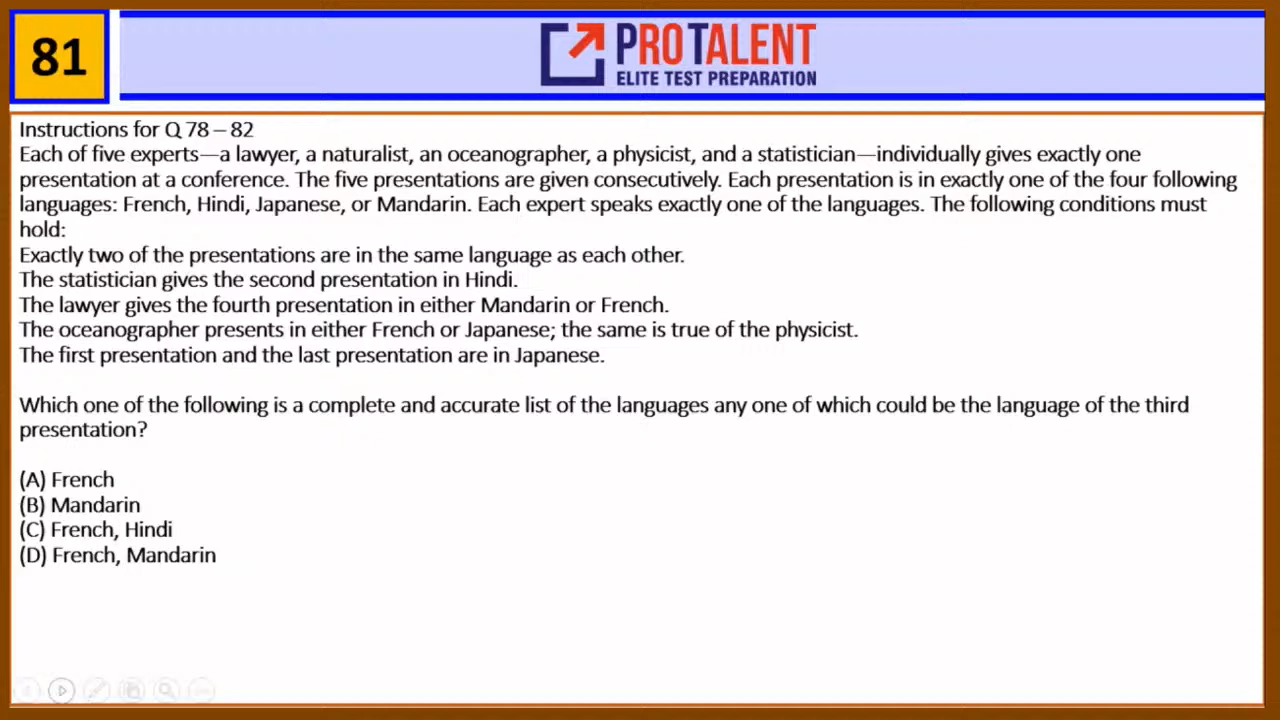 81
PROTALENT
ELITE TEST PREPARATION
Instructions for Q 78 – 82
Each of five experts—a lawyer, a naturalist, an oceanographer, a physicist, and a statistician—individually gives exactly one
presentation at a conference. The five presentations are given consecutively. Each presentation is in exactly one of the four following
languages: French, Hindi, Japanese, or Mandarin. Each expert speaks exactly one of the languages. The following conditions must
hold:
Exactly two of the presentations are in the same language as each other.
The statistician gives the second presentation in Hindi.
The lawyer gives the fourth presentation in either Mandarin or French.
The oceanographer presents in either French or Japanese; the same is true of the physicist.
The first presentation and the last presentation are in Japanese.
Which one of the following is a complete and accurate list of the languages any one of which could be the language of the third
presentation?
(A) French
(B) Mandarin
(C) French, Hindi
(D) French, Mandarin